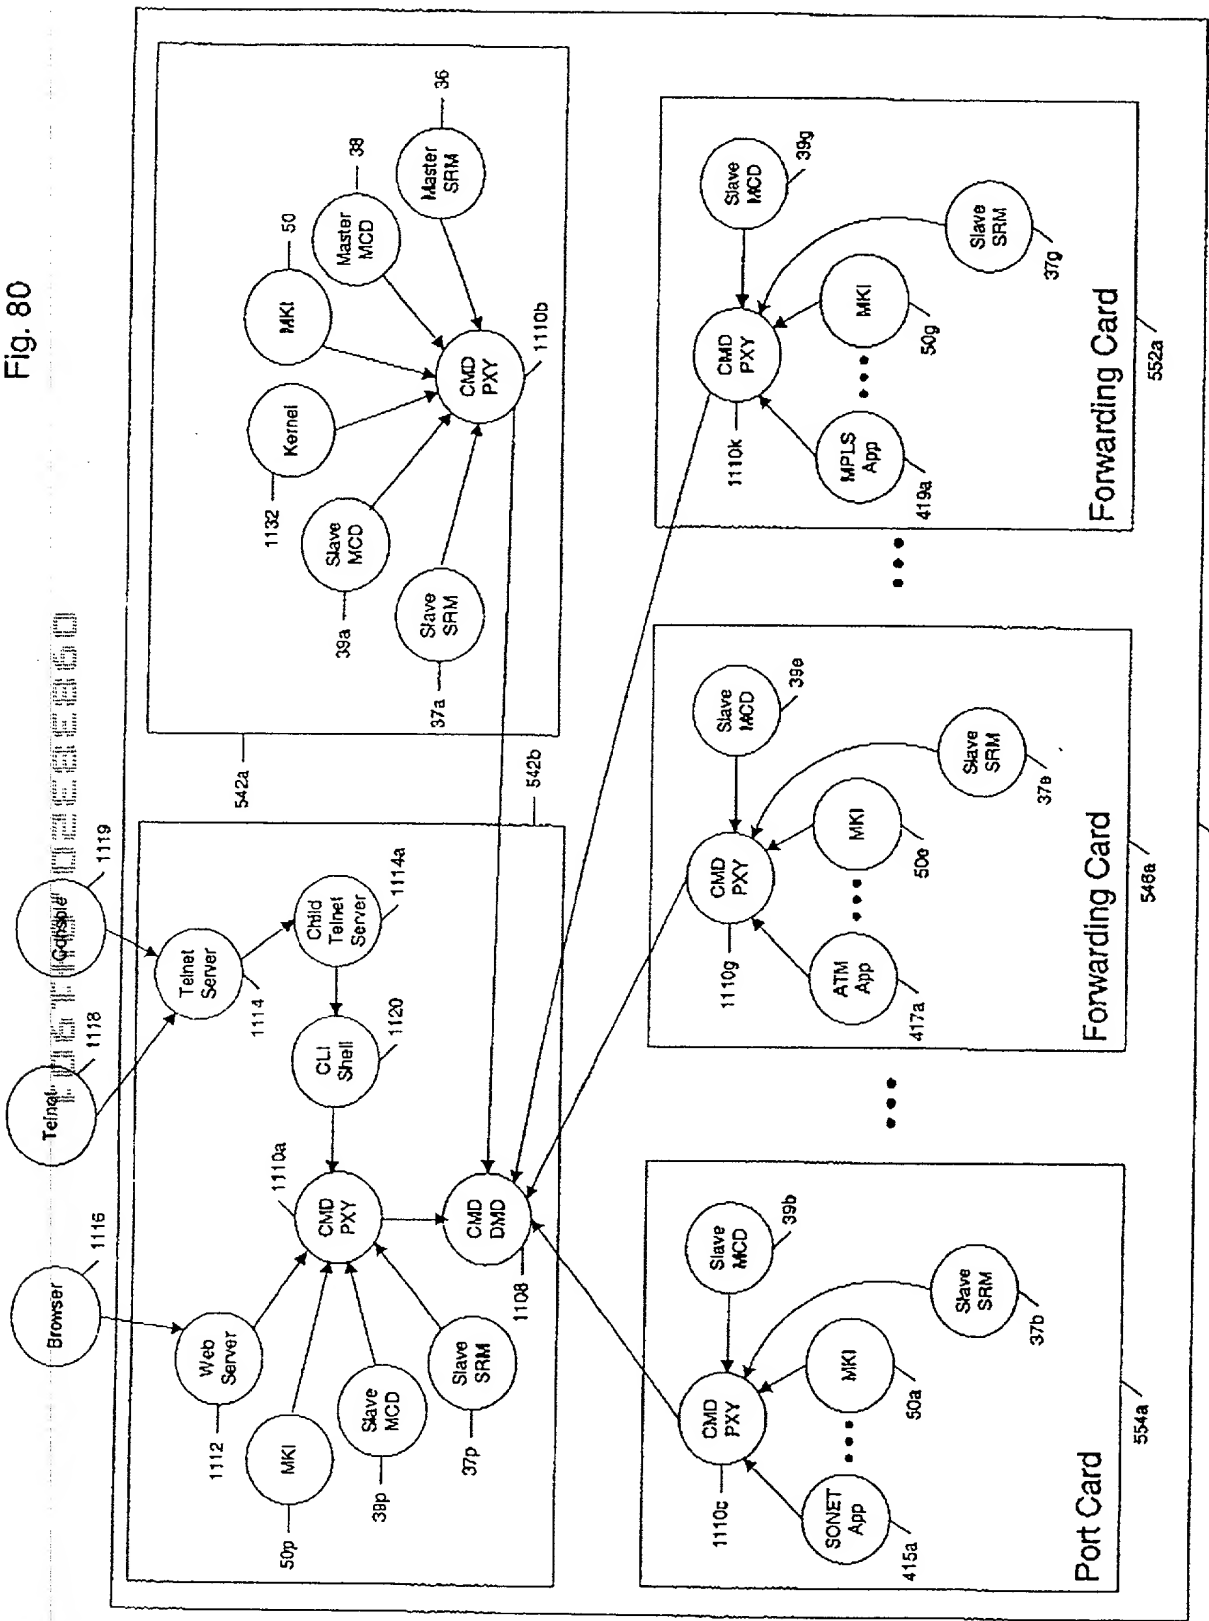 Fig. 80
Browser
1116
Telnet
1118
Console
1119
542a
542b
Web
Server
1112
Telnet
Server
1114
Child
Telnet
Server
1114a
CLI
Shell
1120
CMD
PXY
1110a
MKI
50p
Slave
MCD
39p
Slave
SRM
37p
CMD
DMD
1108
Slave
SRM
37a
Slave
MCD
39a
Kernel
1132
MKI
50
Master
MCD
38
Master
SRM
36
CMD
PXY
1110b
Port Card
554a
SONET
App
415a
CMD
PXY
1110c
MKI
50a
Slave
MCD
39b
Slave
SRM
37b
Forwarding Card
546a
ATM
App
417a
CMD
PXY
1110g
MKI
50e
Slave
MCD
39e
Slave
SRM
37e
Forwarding Card
552a
MPLS
App
419a
CMD
PXY
1110k
MKI
50g
Slave
MCD
39g
Slave
SRM
37g